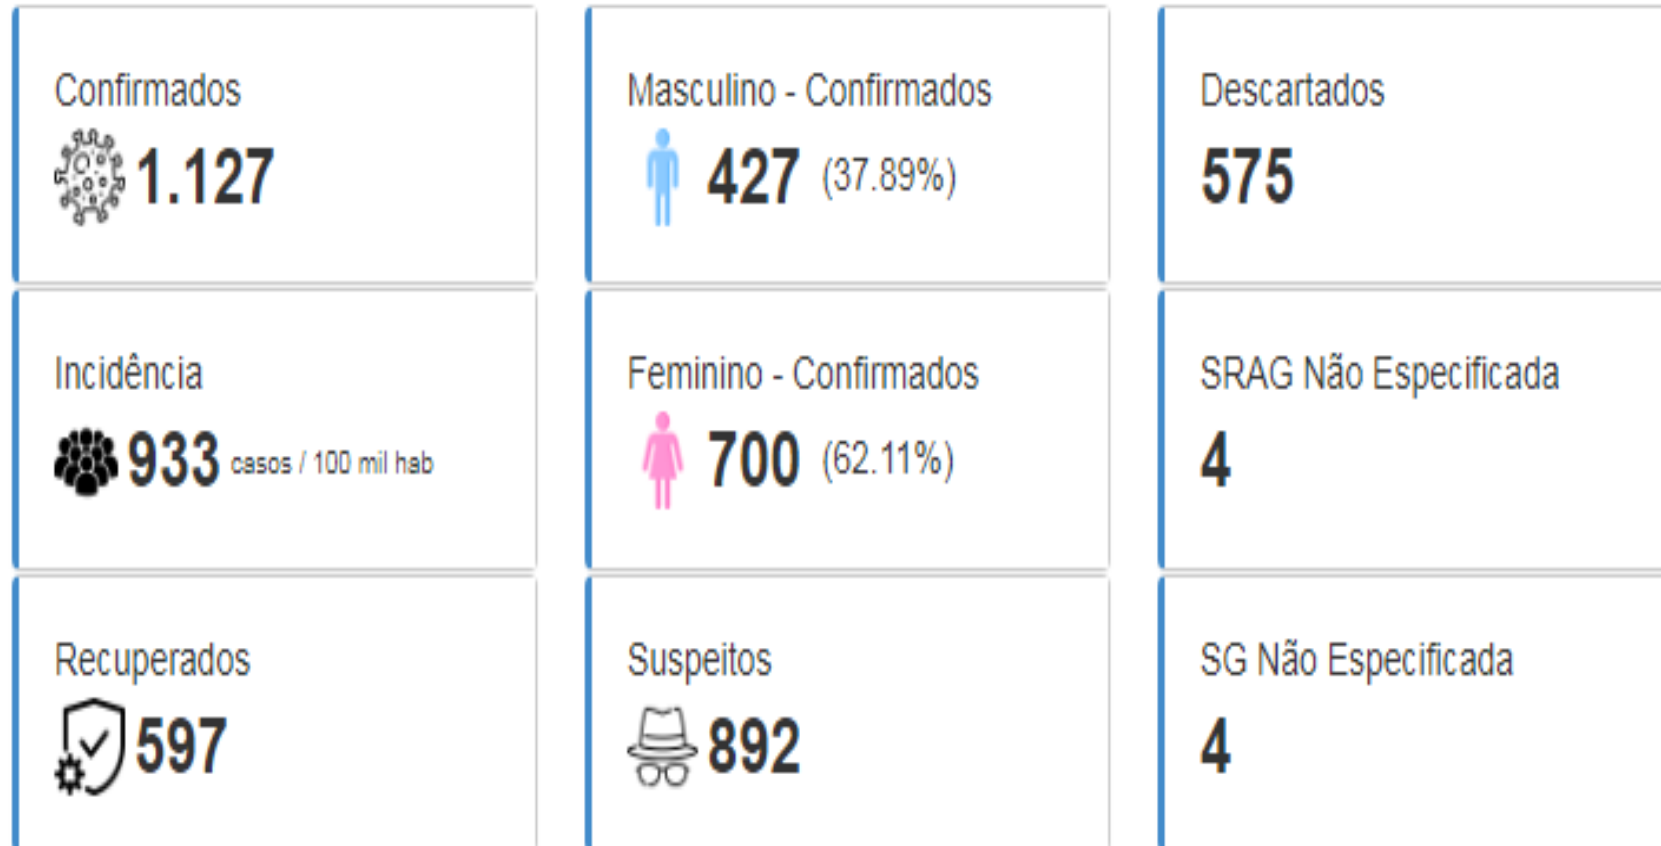 Confirmados
1.127
Masculino - Confirmados
427 (37.89%)
Descartados
575
Incidência
933 casos / 100 mil hab
Feminino - Confirmados
700 (62.11%)
SRAG Não Especificada
4
Recuperados
597
Suspeitos
892
SG Não Especificada
4